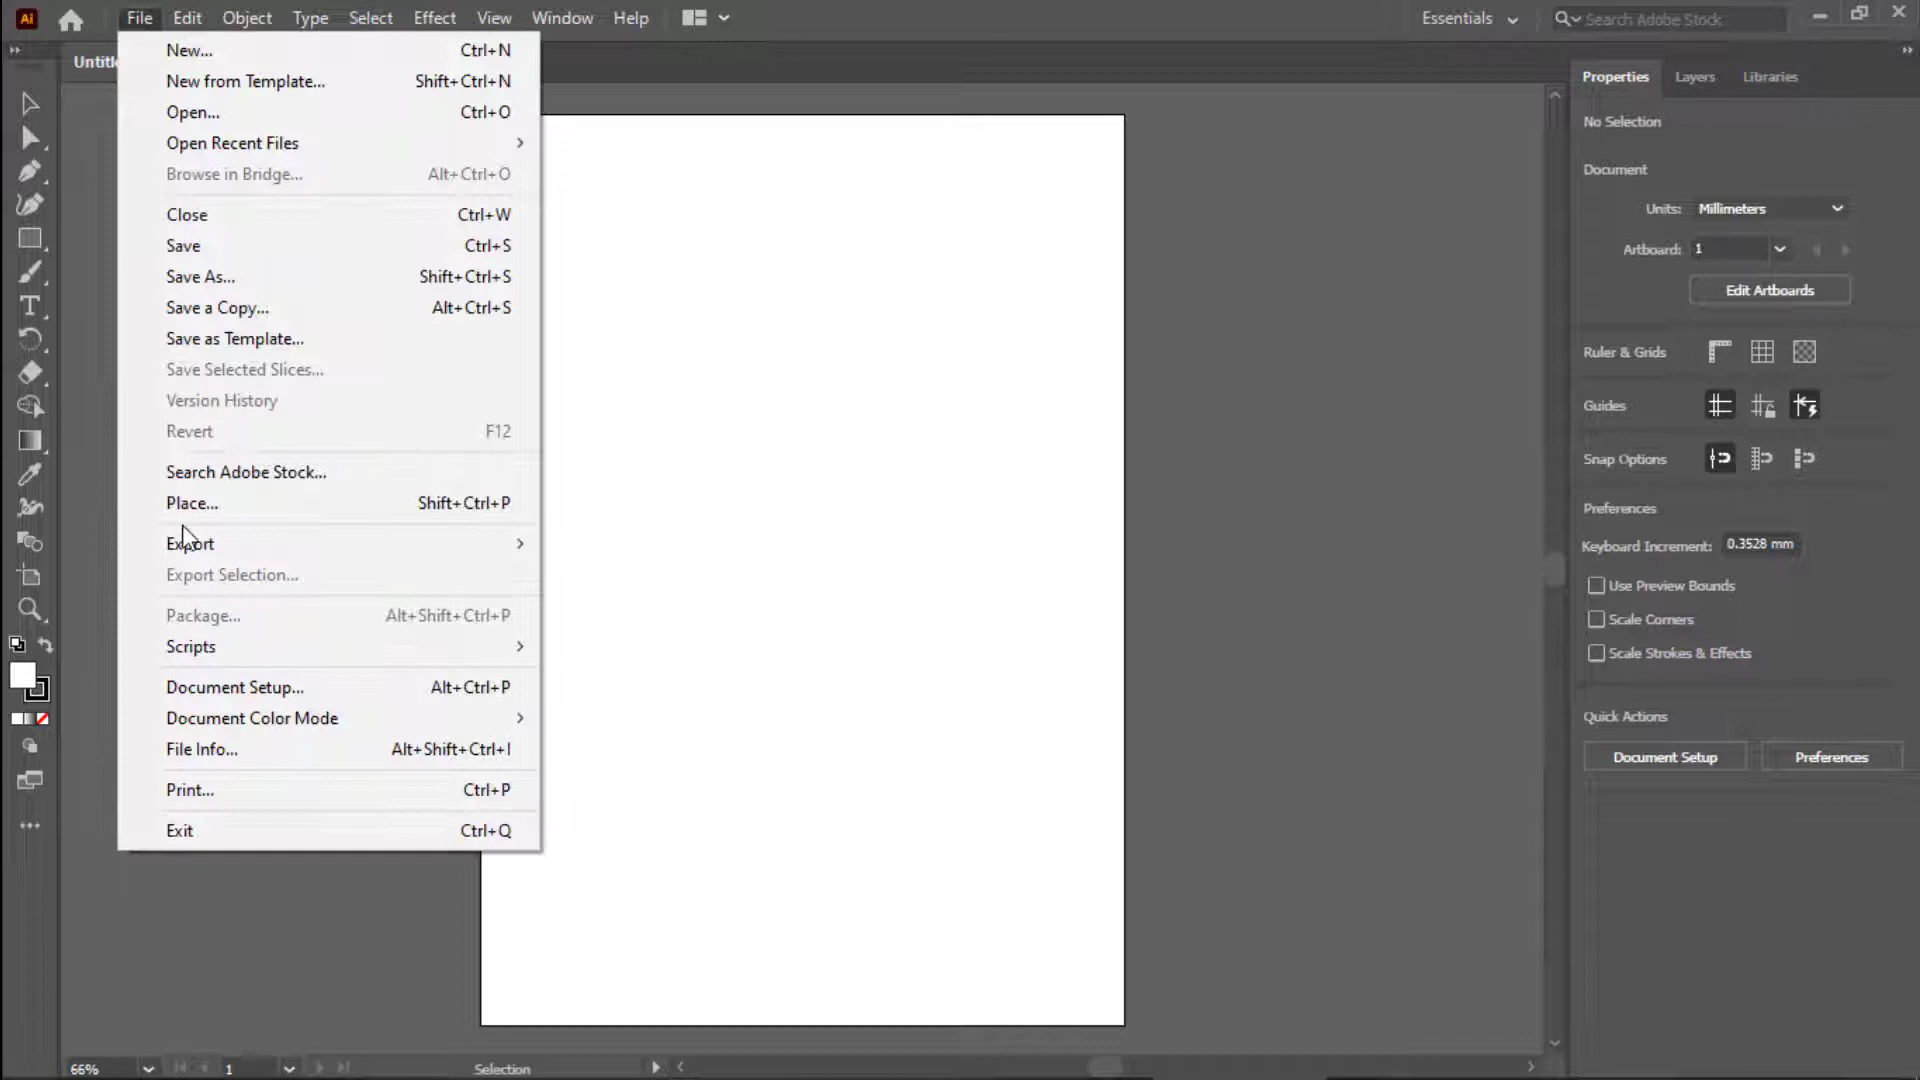 Ai File Edit Object Type Select Effect View Window Help Essentials Search Adobe Stock
New... Ctrl+N
New from Template... Shift+Ctrl+N
Open... Ctrl+O
Open Recent Files
Browse in Bridge... Alt+Ctrl+O
Close Ctrl+W
Save Ctrl+S
Save As... Shift+Ctrl+S
Save a Copy... Alt+Ctrl+S
Save as Template...
Save Selected Slices...
Version History
Revert F12
Search Adobe Stock...
Place... Shift+Ctrl+P
Export
Export Selection...
Package... Alt+Shift+Ctrl+P
Scripts
Document Setup... Alt+Ctrl+P
Document Color Mode
File Info... Alt+Shift+Ctrl+I
Print... Ctrl+P
Exit Ctrl+Q
Properties Layers Libraries
No Selection
Document
Units: Millimeters
Artboard: 1
Edit Artboards
Ruler & Grids
Guides
Snap Options
Preferences
Keyboard Increment: 0.3528 mm
Use Preview Bounds
Scale Corners
Scale Strokes & Effects
Quick Actions
Document Setup Preferences
66% 1 Selection